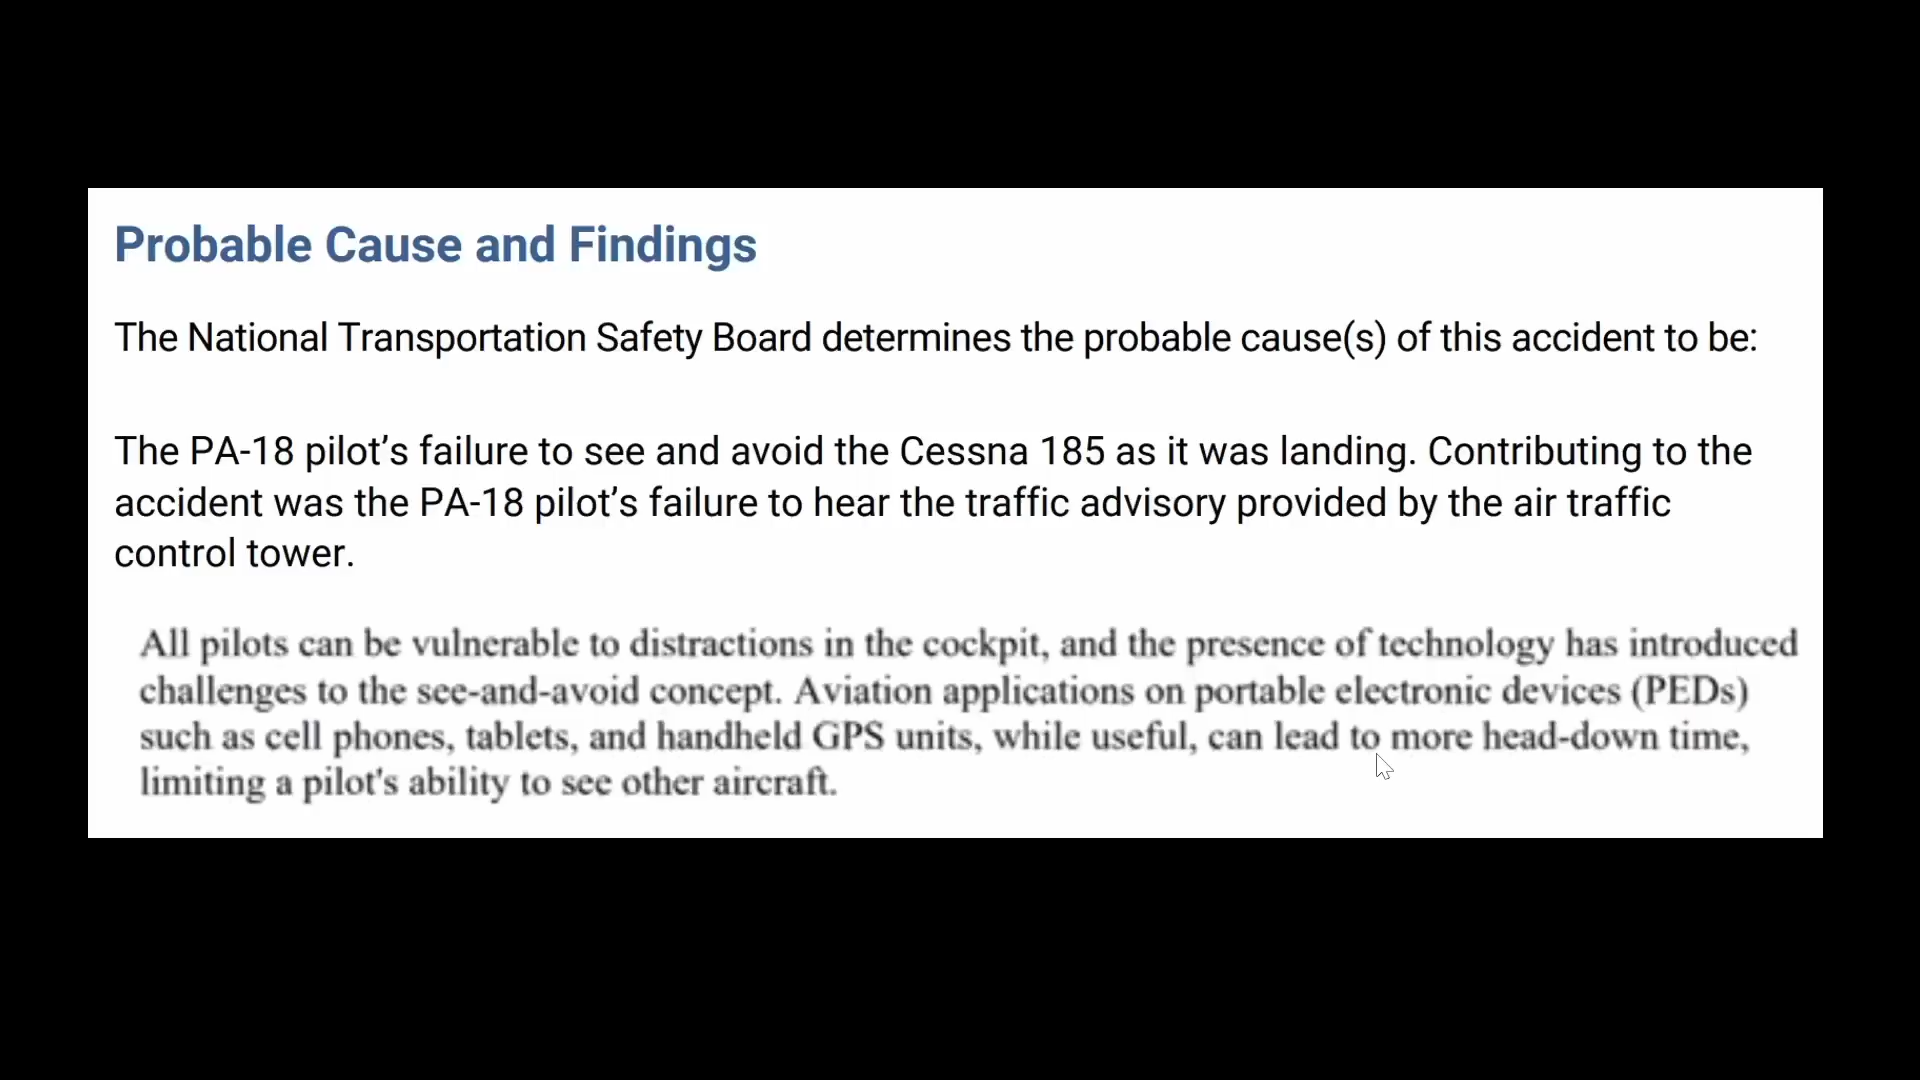 Probable Cause and Findings
The National Transportation Safety Board determines the probable cause(s) of this accident to be:
The PA-18 pilot’s failure to see and avoid the Cessna 185 as it was landing. Contributing to the
accident was the PA-18 pilot’s failure to hear the traffic advisory provided by the air traffic
control tower.
All pilots can be vulnerable to distractions in the cockpit, and the presence of technology has introduced
challenges to the see-and-avoid concept. Aviation applications on portable electronic devices (PEDs)
such as cell phones, tablets, and handheld GPS units, while useful, can lead to more head-down time,
limiting a pilot's ability to see other aircraft.